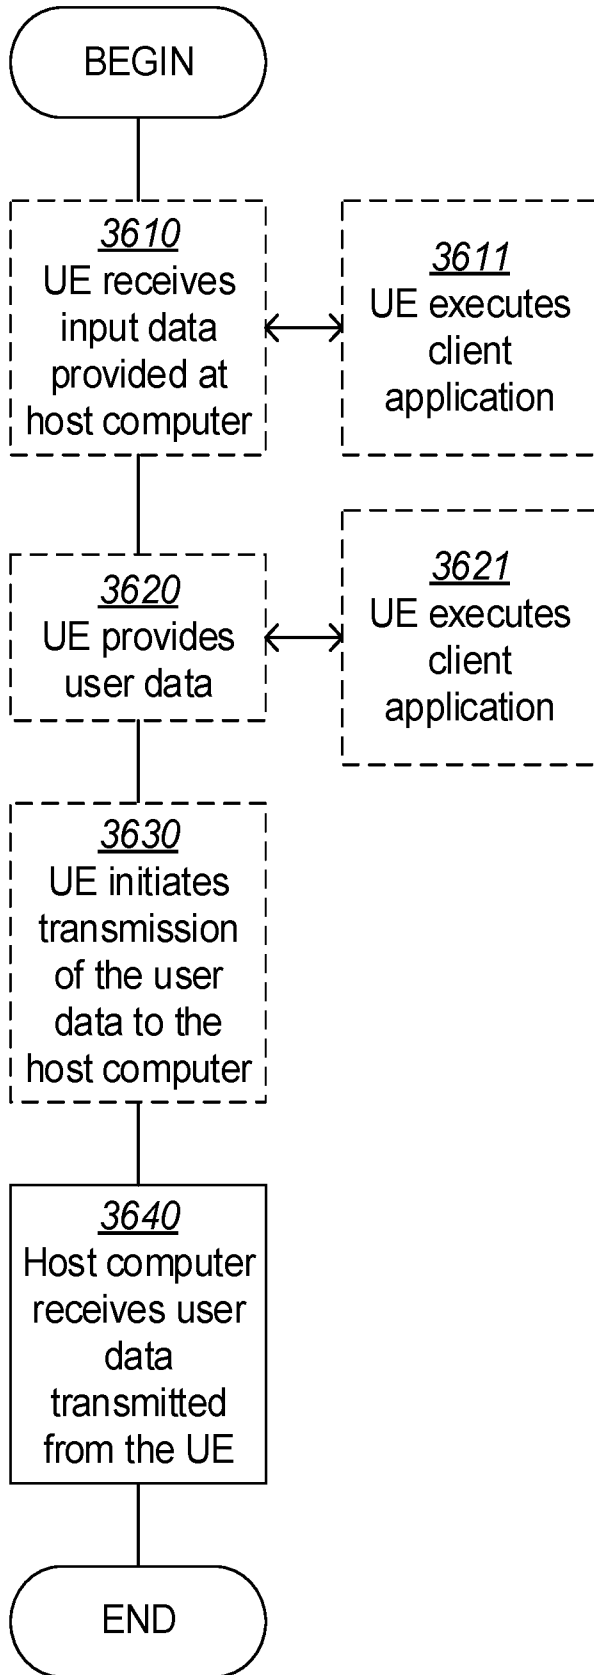 BEGIN
3610
UE receives
input data
provided at
host computer
3611
UE executes
client
application
3620
UE provides
user data
3621
UE executes
client
application
3630
UE initiates
transmission
of the user
data to the
host computer
3640
Host computer
receives user
data
transmitted
from the UE
END